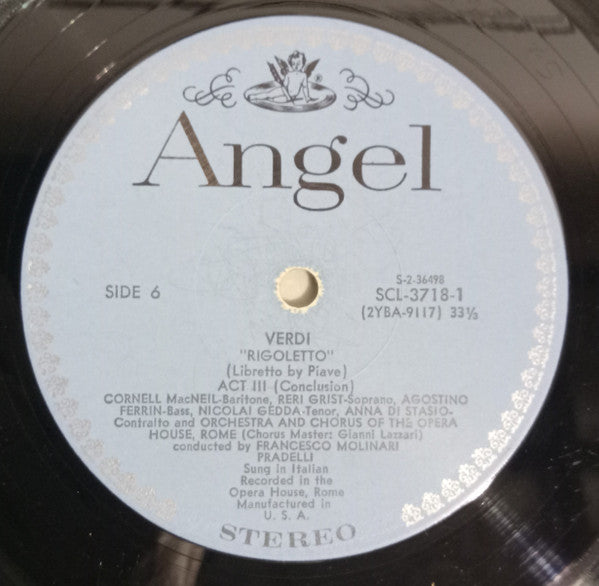 Angel
®
S-2-36498
SIDE 6
SCL-3718-1
(2YBA-9117) 33⅓
VERDI
"RIGOLETTO"
(Libretto by Piave)
ACT III (Conclusion)
CORNELL MacNEIL-Baritone, RERI GRIST-Soprano, AGOSTINO
FERRIN-Bass, NICOLAI GEDDA-Tenor, ANNA DI STASIO-
Contralto and ORCHESTRA AND CHORUS OF THE OPERA
HOUSE, ROME (Chorus Master: Gianni Lazzari)
conducted by FRANCESCO MOLINARI
PRADELLI
Sung in Italian
Recorded in the
Opera House, Rome
Manufactured in
U. S. A.
STEREO